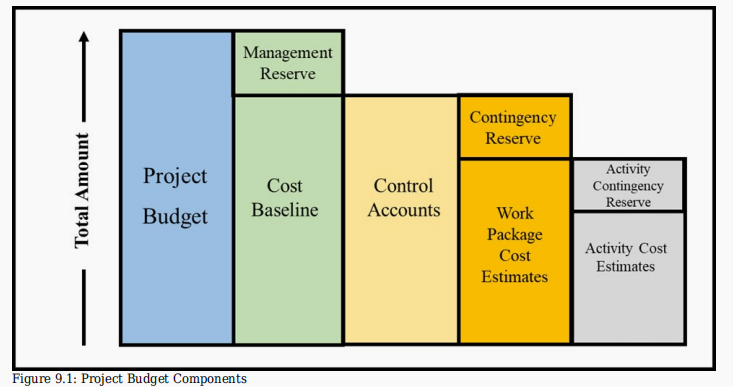 Total Amount
Project
Budget
Management
Reserve
Cost
Baseline
Control
Accounts
Contingency
Reserve
Work
Package
Cost
Estimates
Activity
Contingency
Reserve
Activity Cost
Estimates
Figure 9.1: Project Budget Components